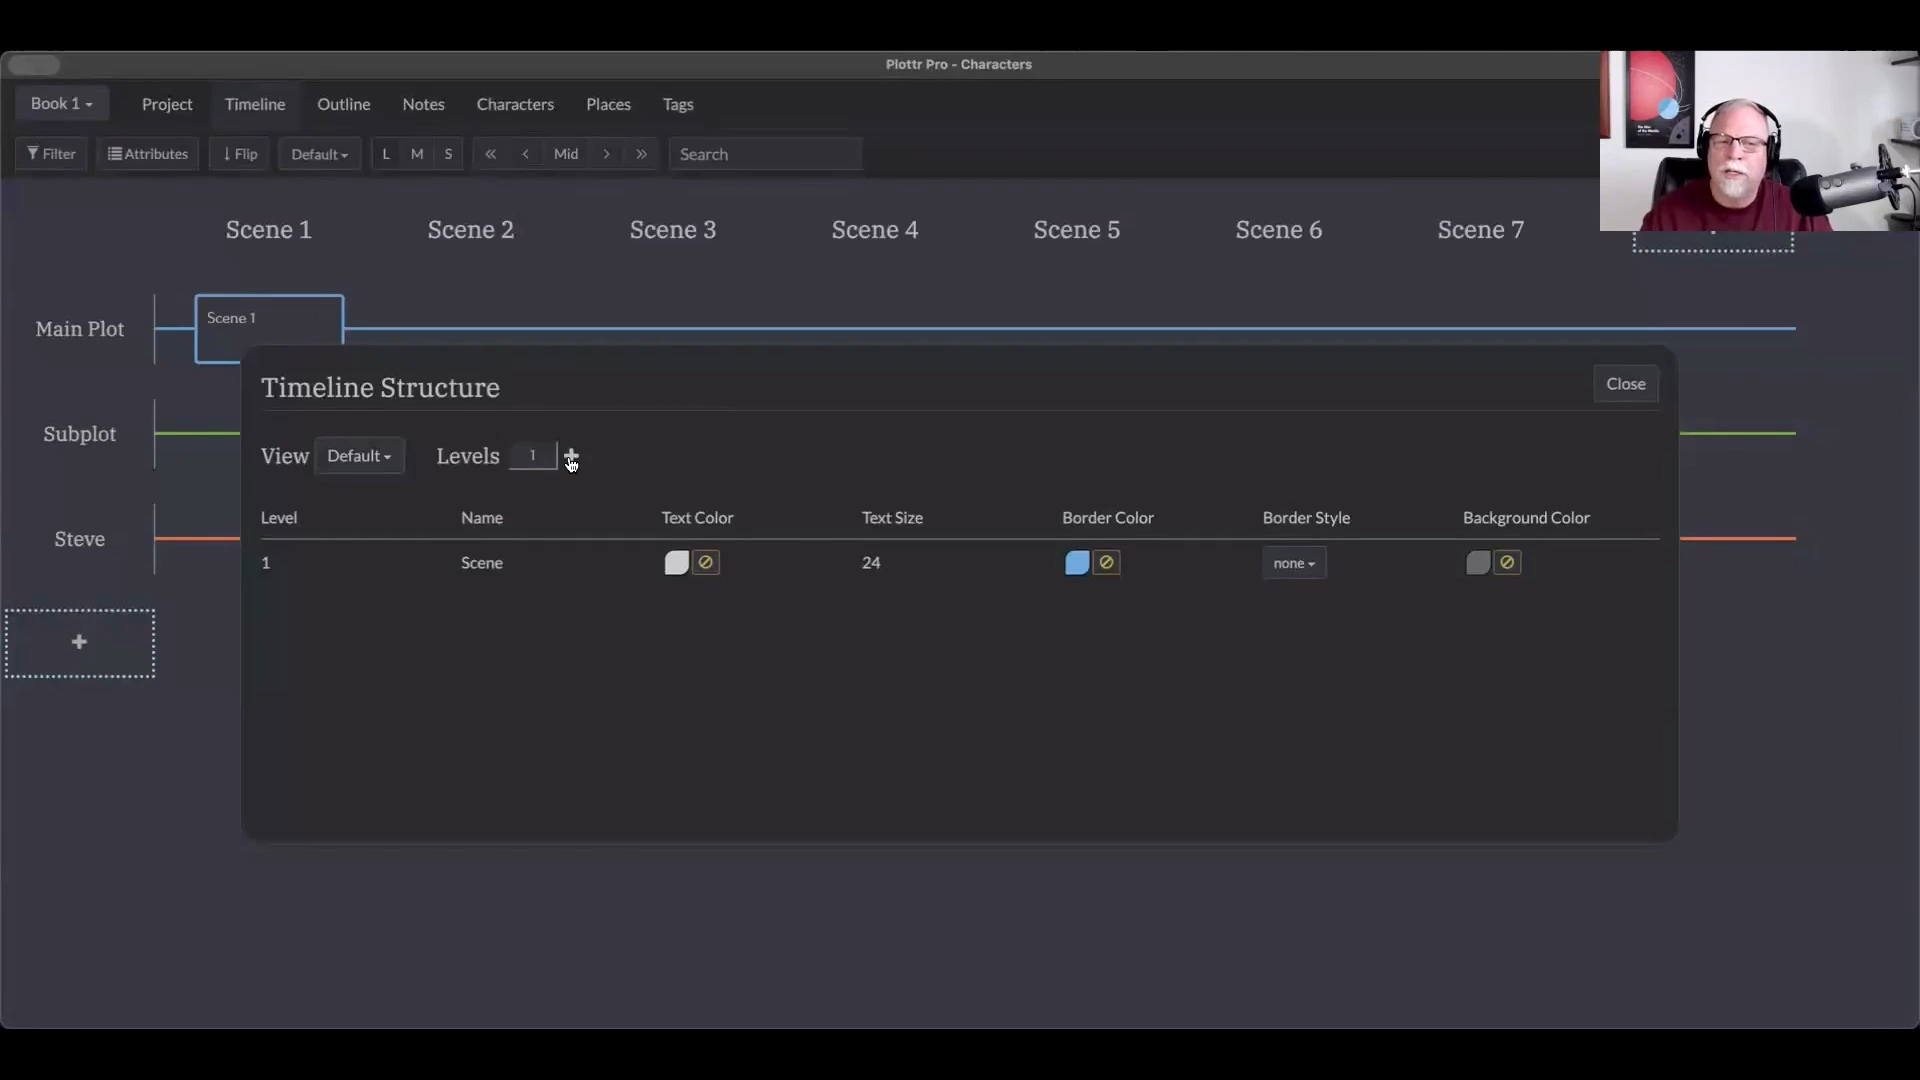 Plottr Pro - Characters
Book 1 Project Timeline Outline Notes Characters Places Tags
Filter Attributes Flip Default L M S « < Mid > » Search
Scene 1 Scene 2 Scene 3 Scene 4 Scene 5 Scene 6 Scene 7
Main Plot Scene 1
Timeline Structure Close
Subplot
View Default Levels 1 +
Level Name Text Color Text Size Border Color Border Style Background Color
Steve
1 Scene 24 none
+